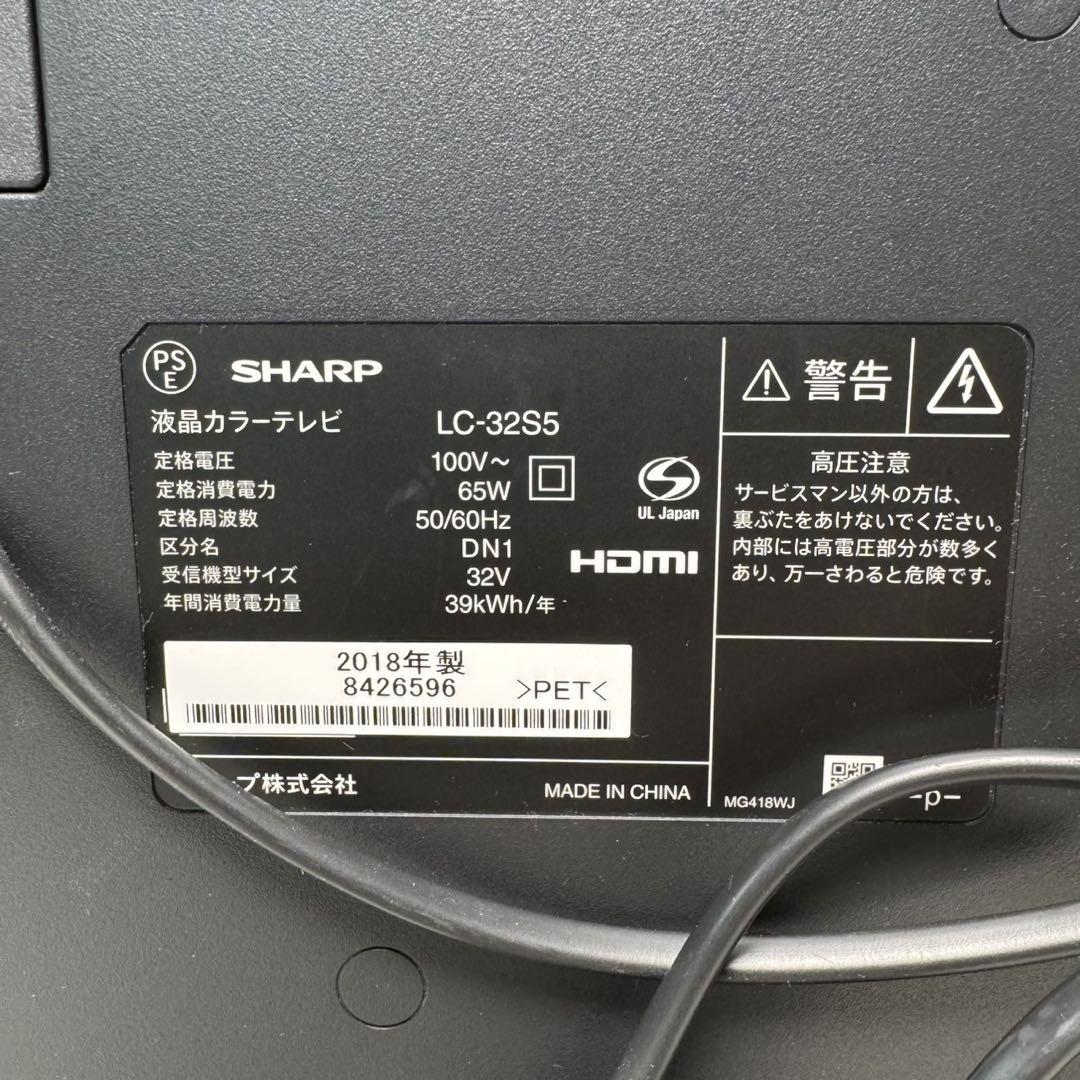 PSE SHARP
液晶カラーテレビ LC-32S5
定格電圧 100V～
定格消費電力 65W
定格周波数 50/60Hz
区分名 DN1
受信機型サイズ 32V
年間消費電力量 39kWh/年
UL Japan
HDMI
2018年製
8426596 >PET<
プ株式会社 MADE IN CHINA
警告
高圧注意
サービスマン以外の方は、
裏ぶたをあけないでください。
内部には高電圧部分が数多く
あり、万一さわると危険です。
MG418WJ -p-